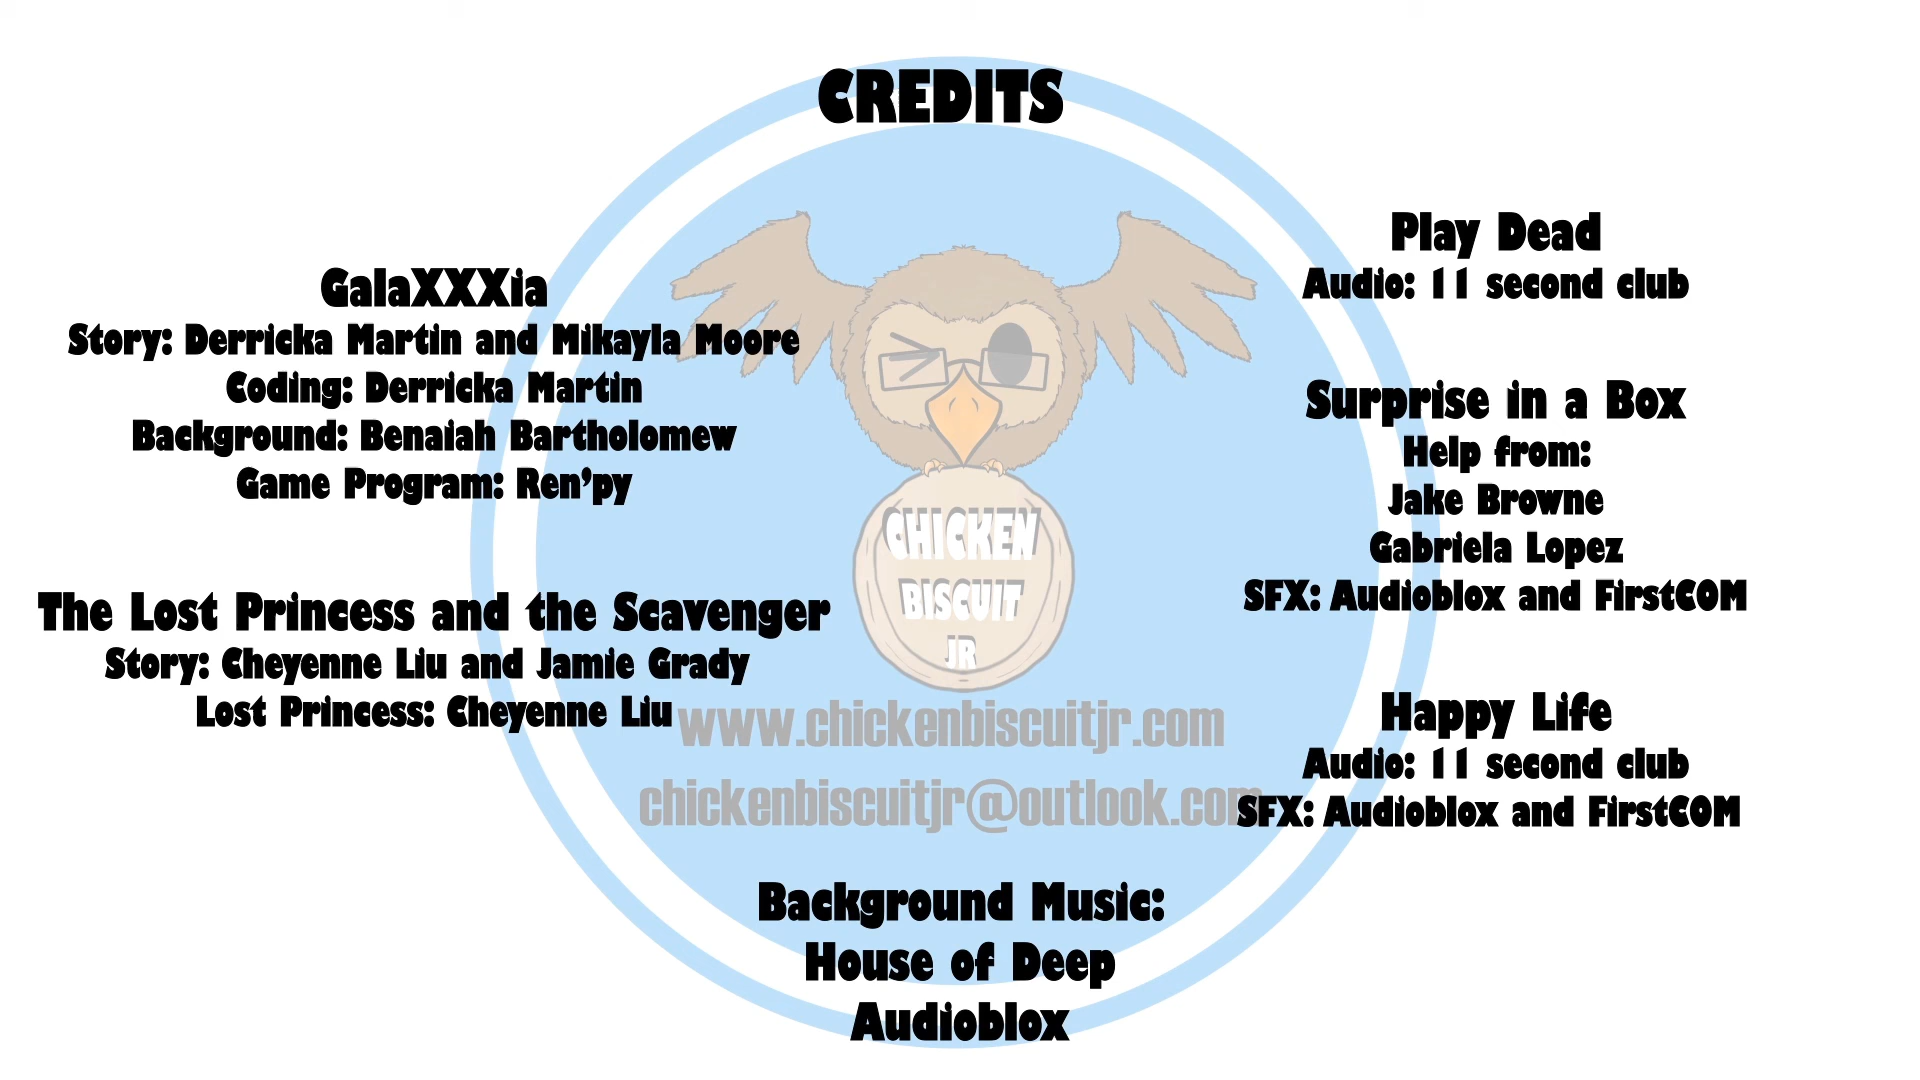 CREDITS
GalaXXXia
Story: Derricka Martin and Mikayla Moore
Coding: Derricka Martin
Background: Benaiah Bartholomew
Game Program: Ren'py
The Lost Princess and the Scavenger
Story: Cheyenne Liu and Jamie Grady
Lost Princess: Cheyenne Liu
CHICKEN
BISCUIT
JR
www.chickenbiscuitjr.com
chickenbiscuitjr@outlook.com
Play Dead
Audio: 11 second club
Surprise in a Box
Help from:
Jake Browne
Gabriela Lopez
SFX: Audioblox and FirstCOM
Happy Life
Audio: 11 second club
SFX: Audioblox and FirstCOM
Background Music:
House of Deep
Audioblox